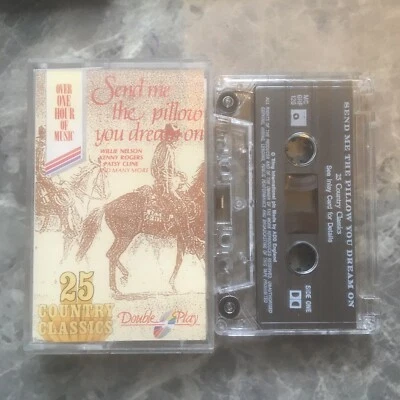 OVER
ONE
HOUR
OF
MUSIC
Send me
the pillow
you dream on
WILLIE NELSON
KENNY ROGERS
PATSY CLINE
AND MANY MORE
25
COUNTRY
CLASSICS
Double Play
SEND ME THE PILLOW YOU DREAM ON
25 Country Classics
See Inlay Card for Details
SIDE ONE